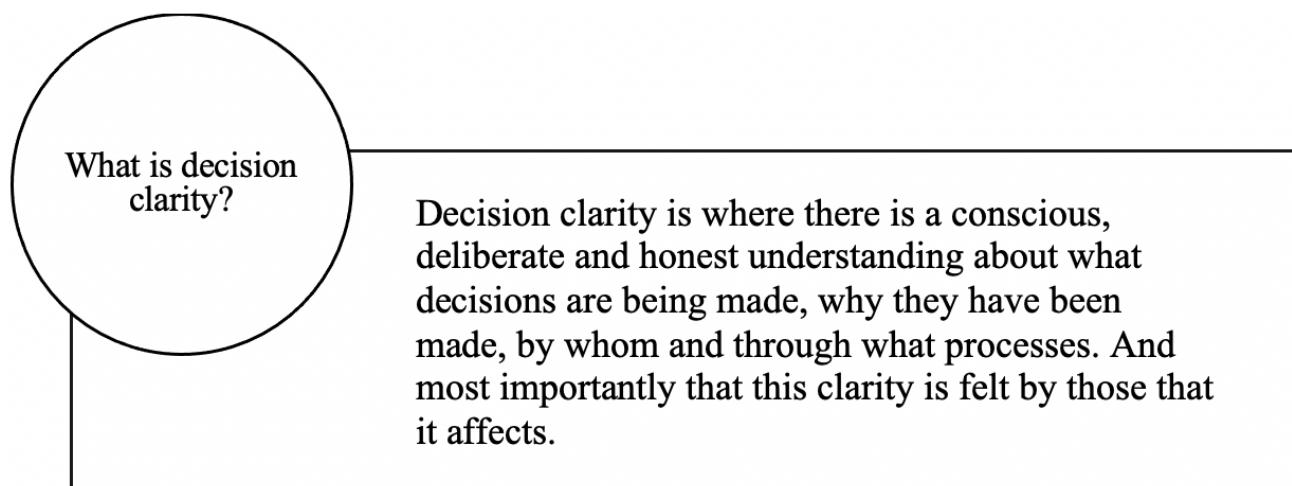 What is decision
clarity?
Decision clarity is where there is a conscious,
deliberate and honest understanding about what
decisions are being made, why they have been
made, by whom and through what processes. And
most importantly that this clarity is felt by those that
it affects.